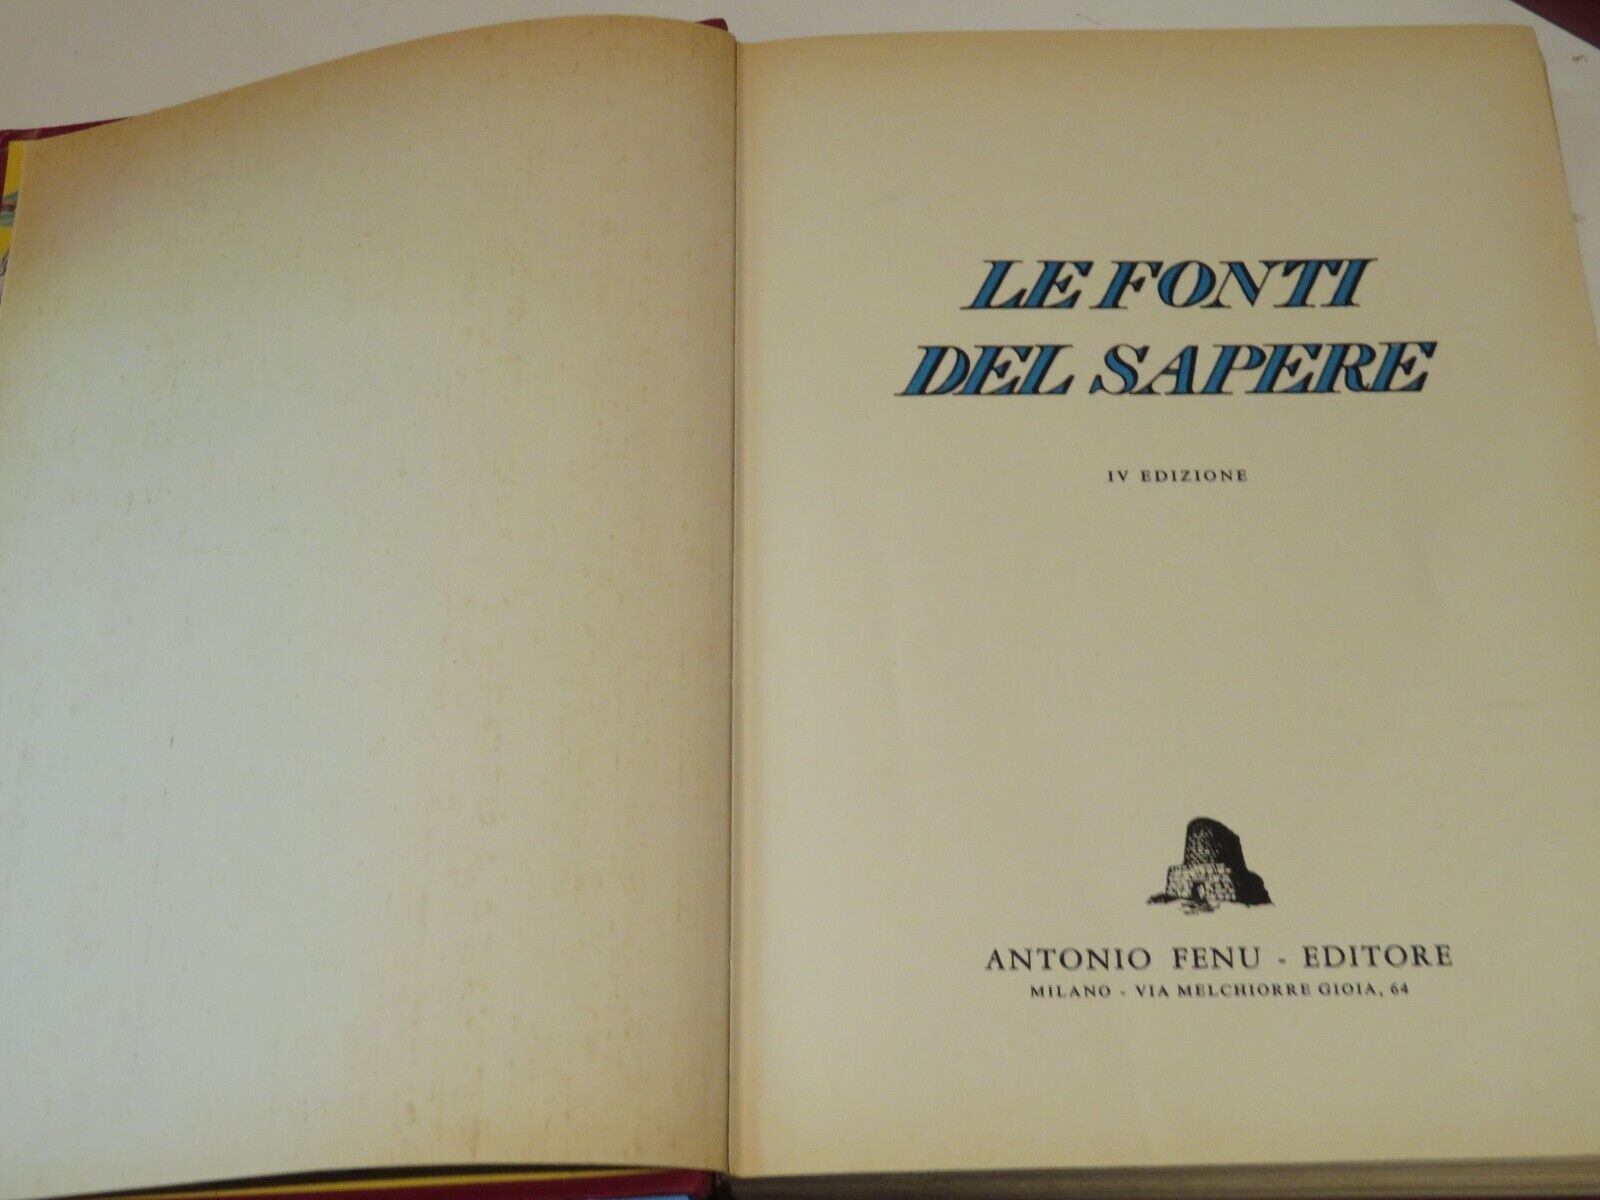 LE FONTI
DEL SAPERE
IV EDIZIONE
ANTONIO FENU - EDITORE
MILANO - VIA MELCHIORRE GIOIA, 64